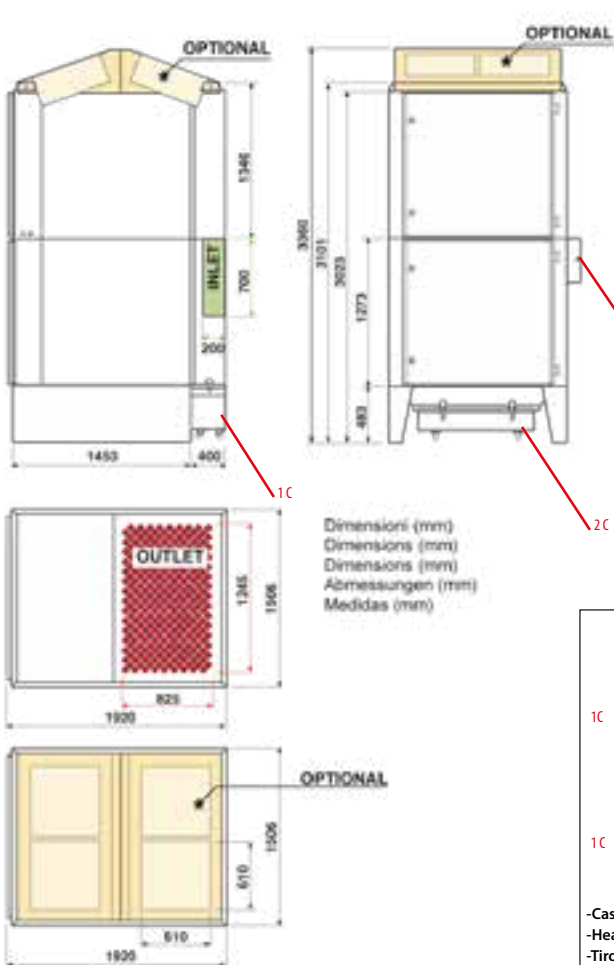 OPTIONAL
OPTIONAL
1346
INLET
700
200
1453
400
1C
3360
3101
3023
1273
483
2C
OUTLET
1245
1506
825
1920
Dimensioni (mm)
Dimensions (mm)
Dimensions (mm)
Abmessungen (mm)
Medidas (mm)
OPTIONAL
1506
610
610
1920
1C
1C
-Cas
-Hea
-Tiro